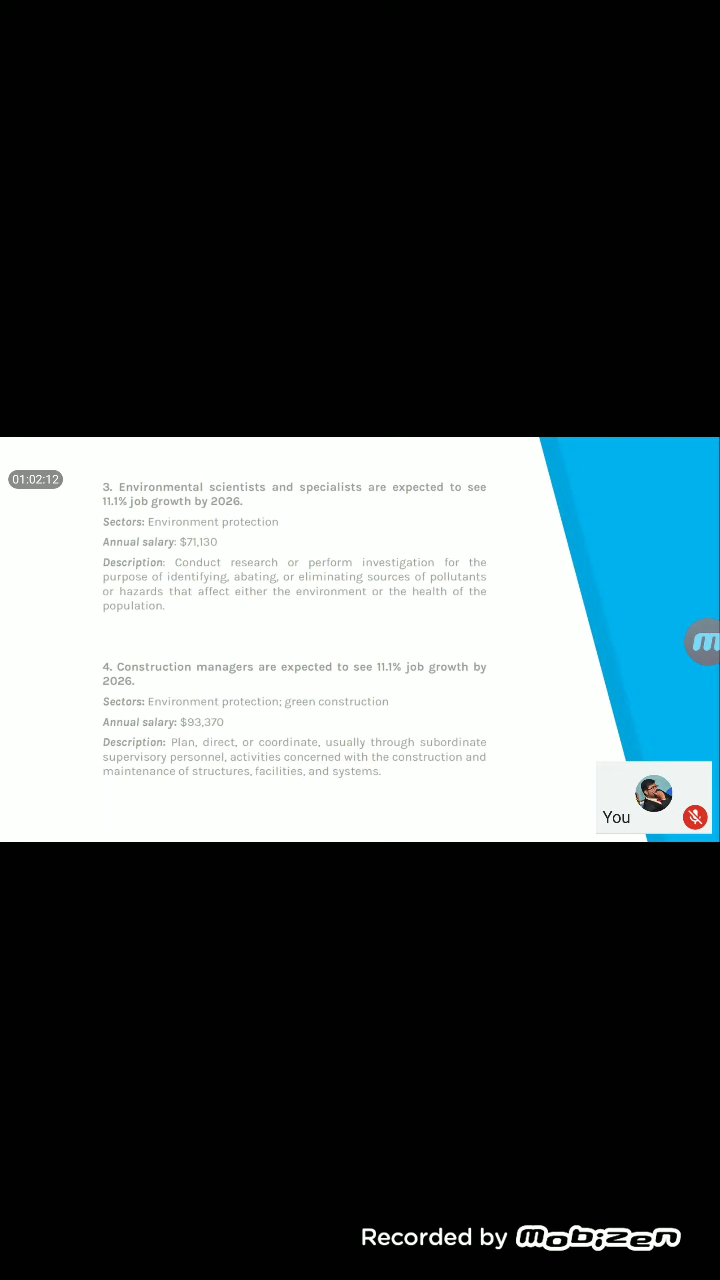 01:02:12
3. Environmental scientists and specialists are expected to see
11.1% job growth by 2026.
Sectors: Environment protection
Annual salary: $71,130
Description: Conduct research or perform investigation for the
purpose of identifying, abating, or eliminating sources of pollutants
or hazards that affect either the environment or the health of the
population.
4. Construction managers are expected to see 11.1% job growth by
2026.
Sectors: Environment protection; green construction
Annual salary: $93,370
Description: Plan, direct, or coordinate, usually through subordinate
supervisory personnel, activities concerned with the construction and
maintenance of structures, facilities, and systems.
m
You
Recorded by mobizen